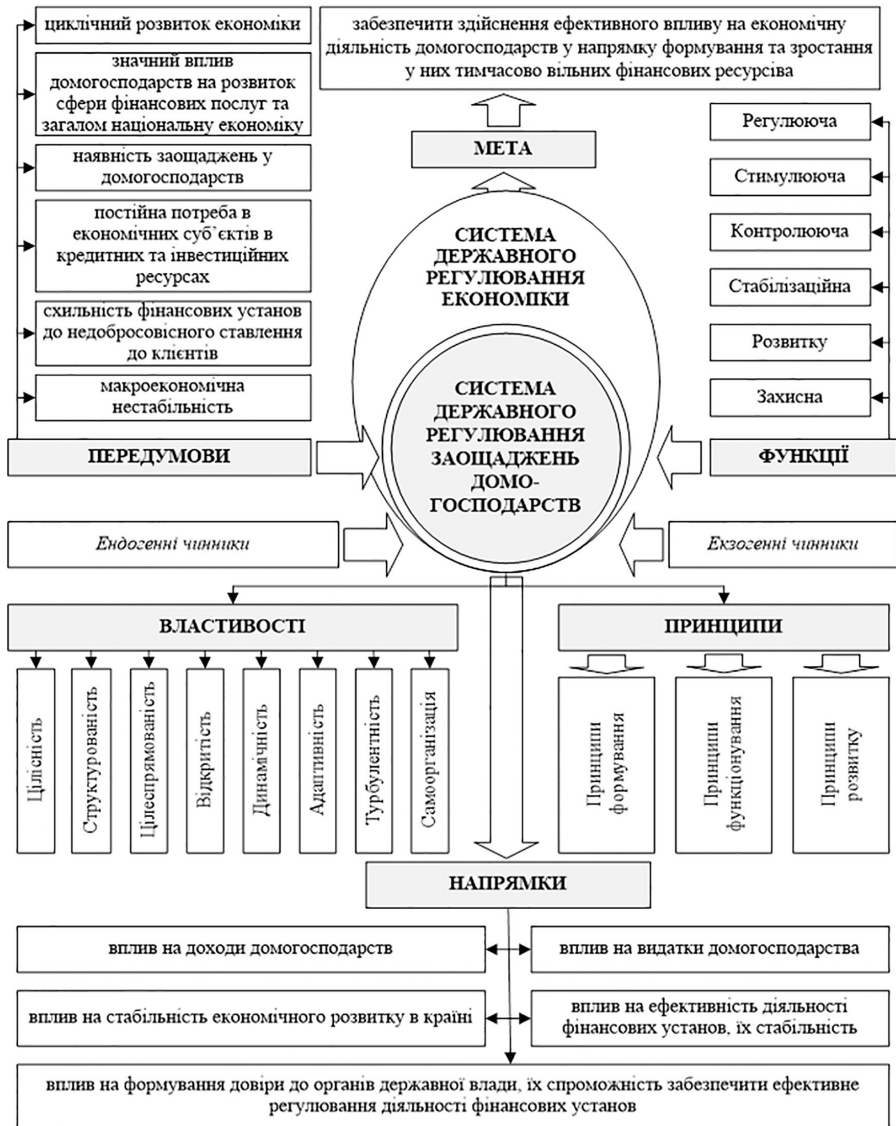 циклічний розвиток економіки
значний вплив
домогосподарств на розвиток
сфери фінансових послуг та
загалом національну економіку
наявність заощаджень у
домогосподарств
постійна потреба в
економічних суб`єктів в
кредитних та інвестиційних
ресурсах
схильність фінансових установ
до недобросовісного ставлення
до клієнтів
макроекономічна
нестабільність
ПЕРЕДУМОВИ
забезпечити здійснення ефективного впливу на економічну
діяльність домогосподарств у напрямку формування та зростання
у них тимчасово вільних фінансових ресурсіва
МЕТА
СИСТЕМА
ДЕРЖАВНОГО
РЕГУЛЮВАННЯ
ЕКОНОМІКИ
СИСТЕМА
ДЕРЖАВНОГО
РЕГУЛЮВАННЯ
ЗАОЩАДЖЕНЬ
ДОМО-
ГОСПОДАРСТВ
Регулююча
Стимулююча
Контролююча
Стабілізаційна
Розвитку
Захисна
ФУНКЦІЇ
Ендогенні чинники
Екзогенні чинники
ВЛАСТИВОСТІ
Цілісність
Структурованість
Цілеспрямованість
Відкритість
Динамічність
Адаптивність
Турбулентність
Самоорганізація
ПРИНЦИПИ
Принципи
формування
Принципи
функціонування
Принципи
розвитку
НАПРЯМКИ
вплив на доходи домогосподарств
вплив на видатки домогосподарства
вплив на стабільність економічного розвитку в країні
вплив на ефективність діяльності
фінансових установ, їх стабільність
вплив на формування довіри до органів державної влади, їх спроможність забезпечити ефективне
регулювання діяльності фінансових установ